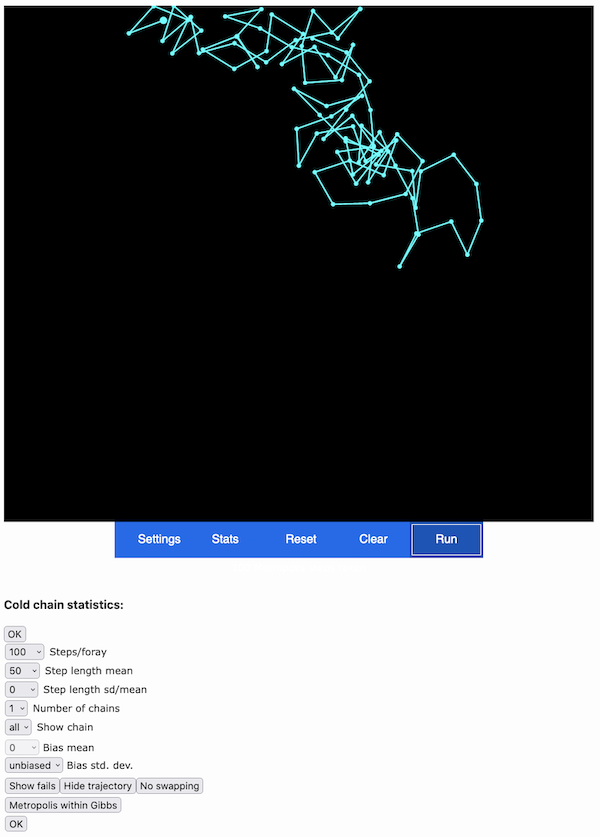 Settings Stats Reset Clear Run
Cold chain statistics:
OK
100 Steps/foray
50 Step length mean
0 Step length sd/mean
1 Number of chains
all Show chain
0 Bias mean
unbiased Bias std. dev.
Show fails Hide trajectory No swapping
Metropolis within Gibbs
OK